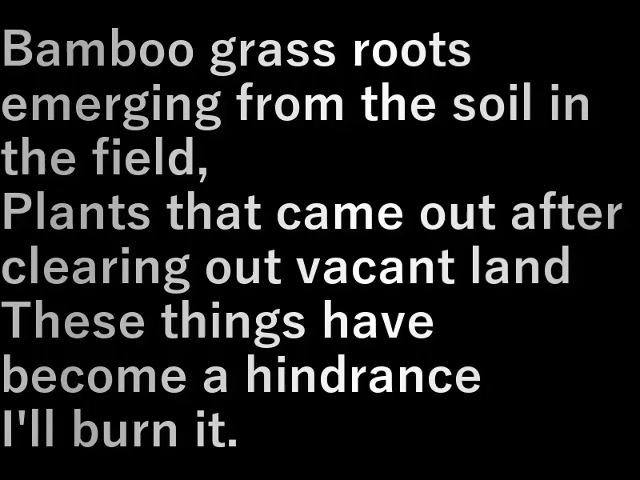 Bamboo grass roots
emerging from the soil in
the field,
Plants that came out after
clearing out vacant land
These things have
become a hindrance
I'll burn it.